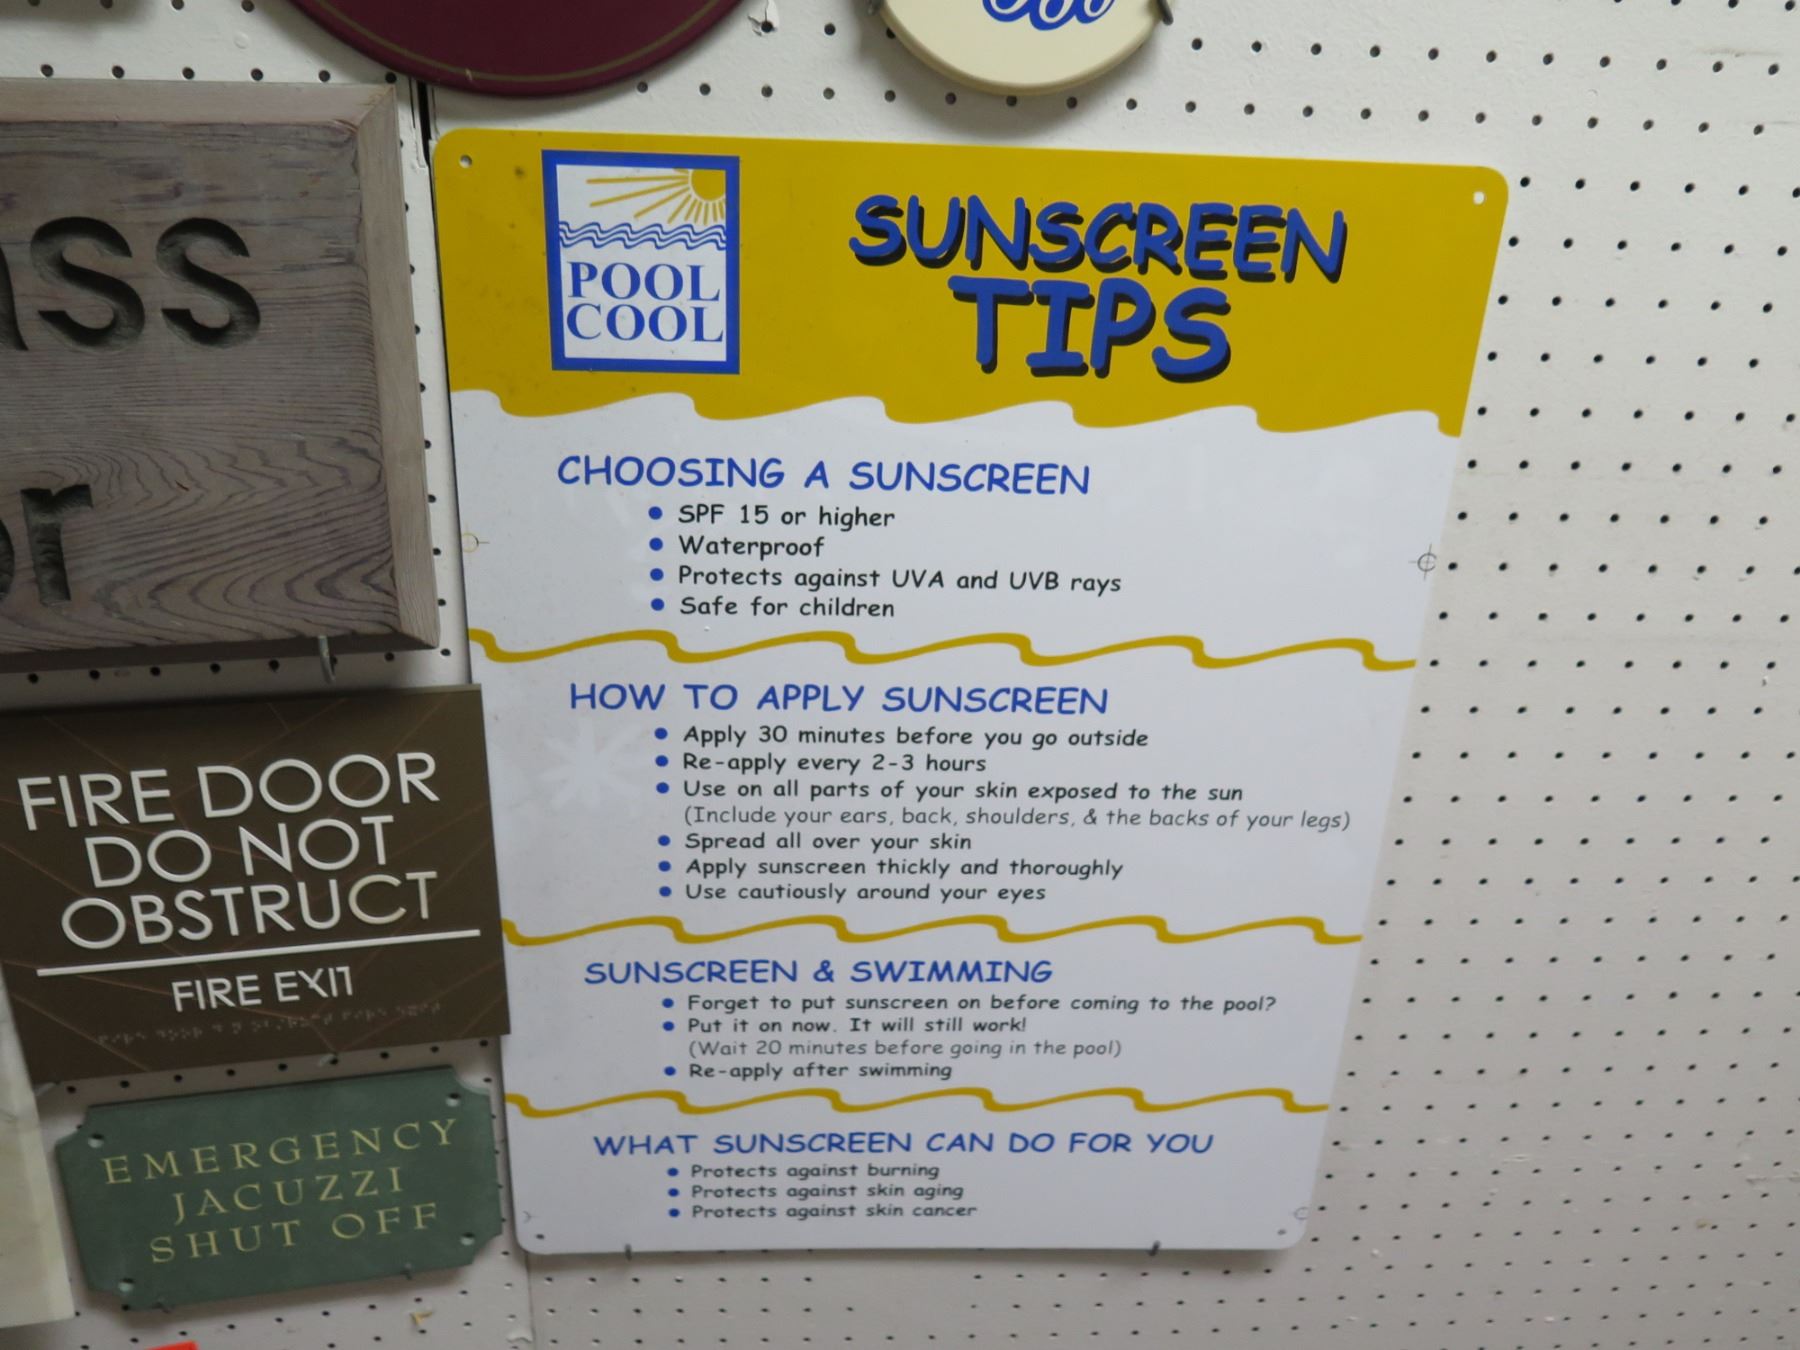 ss
or
POOL
COOL
SUNSCREEN
TIPS
CHOOSING A SUNSCREEN
SPF 15 or higher
Waterproof
Protects against UVA and UVB rays
Safe for children
HOW TO APPLY SUNSCREEN
Apply 30 minutes before you go outside
Re-apply every 2-3 hours
Use on all parts of your skin exposed to the sun
(Include your ears, back, shoulders, & the backs of your legs)
Spread all over your skin
Apply sunscreen thickly and thoroughly
Use cautiously around your eyes
SUNSCREEN & SWIMMING
Forget to put sunscreen on before coming to the pool?
Put it on now. It will still work!
(Wait 20 minutes before going in the pool)
Re-apply after swimming
WHAT SUNSCREEN CAN DO FOR YOU
Protects against burning
Protects against skin aging
Protects against skin cancer
FIRE DOOR
DO NOT
OBSTRUCT
FIRE EXIT
EMERGENCY
JACUZZI
SHUT OFF